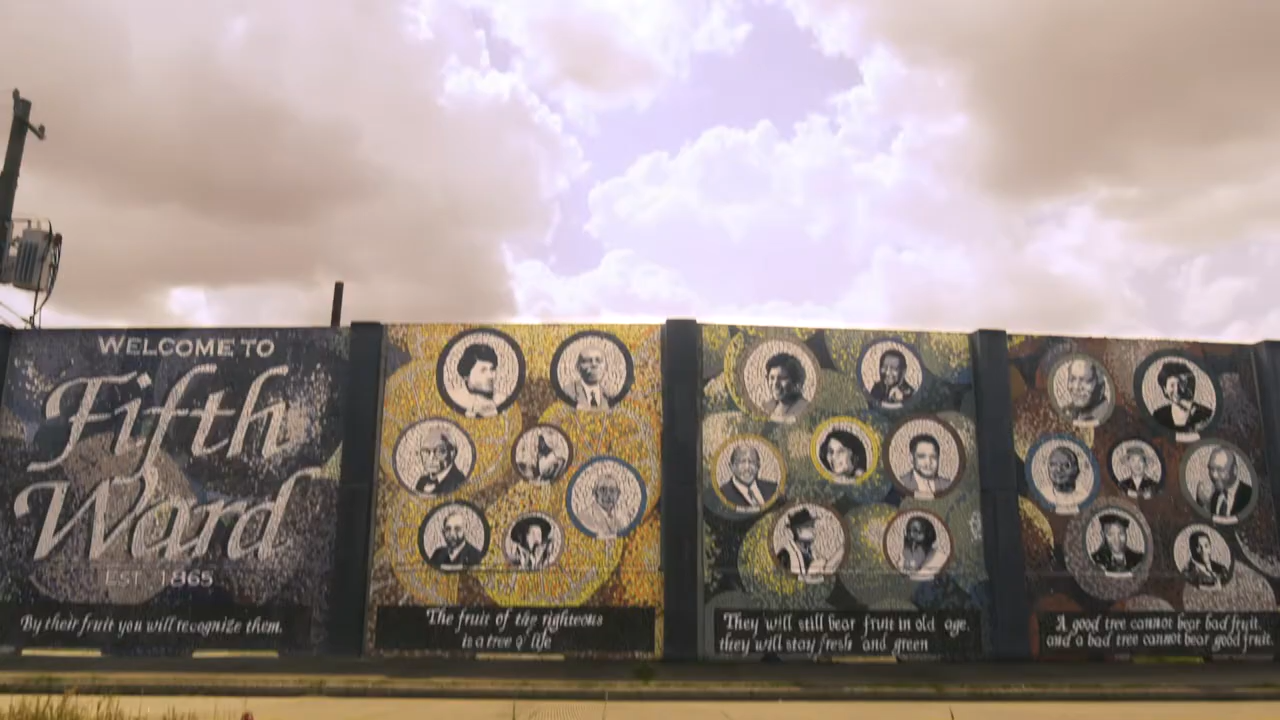 WELCOME TO
Fifth
Ward
EST. 1865
By their fruit you will recognize them.
The fruit of the righteous
is a tree of life
They will still bear fruit in old age,
they will stay fresh and green
A good tree cannot bear bad fruit,
and a bad tree cannot bear good fruit.